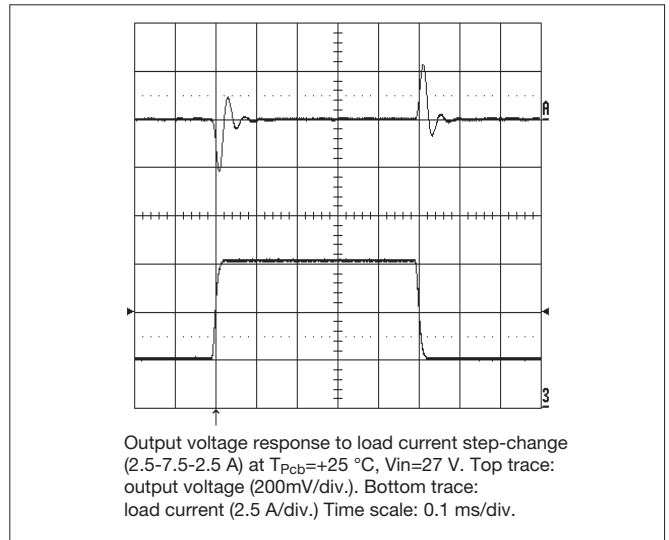 A
3
Output voltage response to load current step-change
(2.5-7.5-2.5 A) at TPcb=+25 °C, Vin=27 V. Top trace:
output voltage (200mV/div.). Bottom trace:
load current (2.5 A/div.) Time scale: 0.1 ms/div.